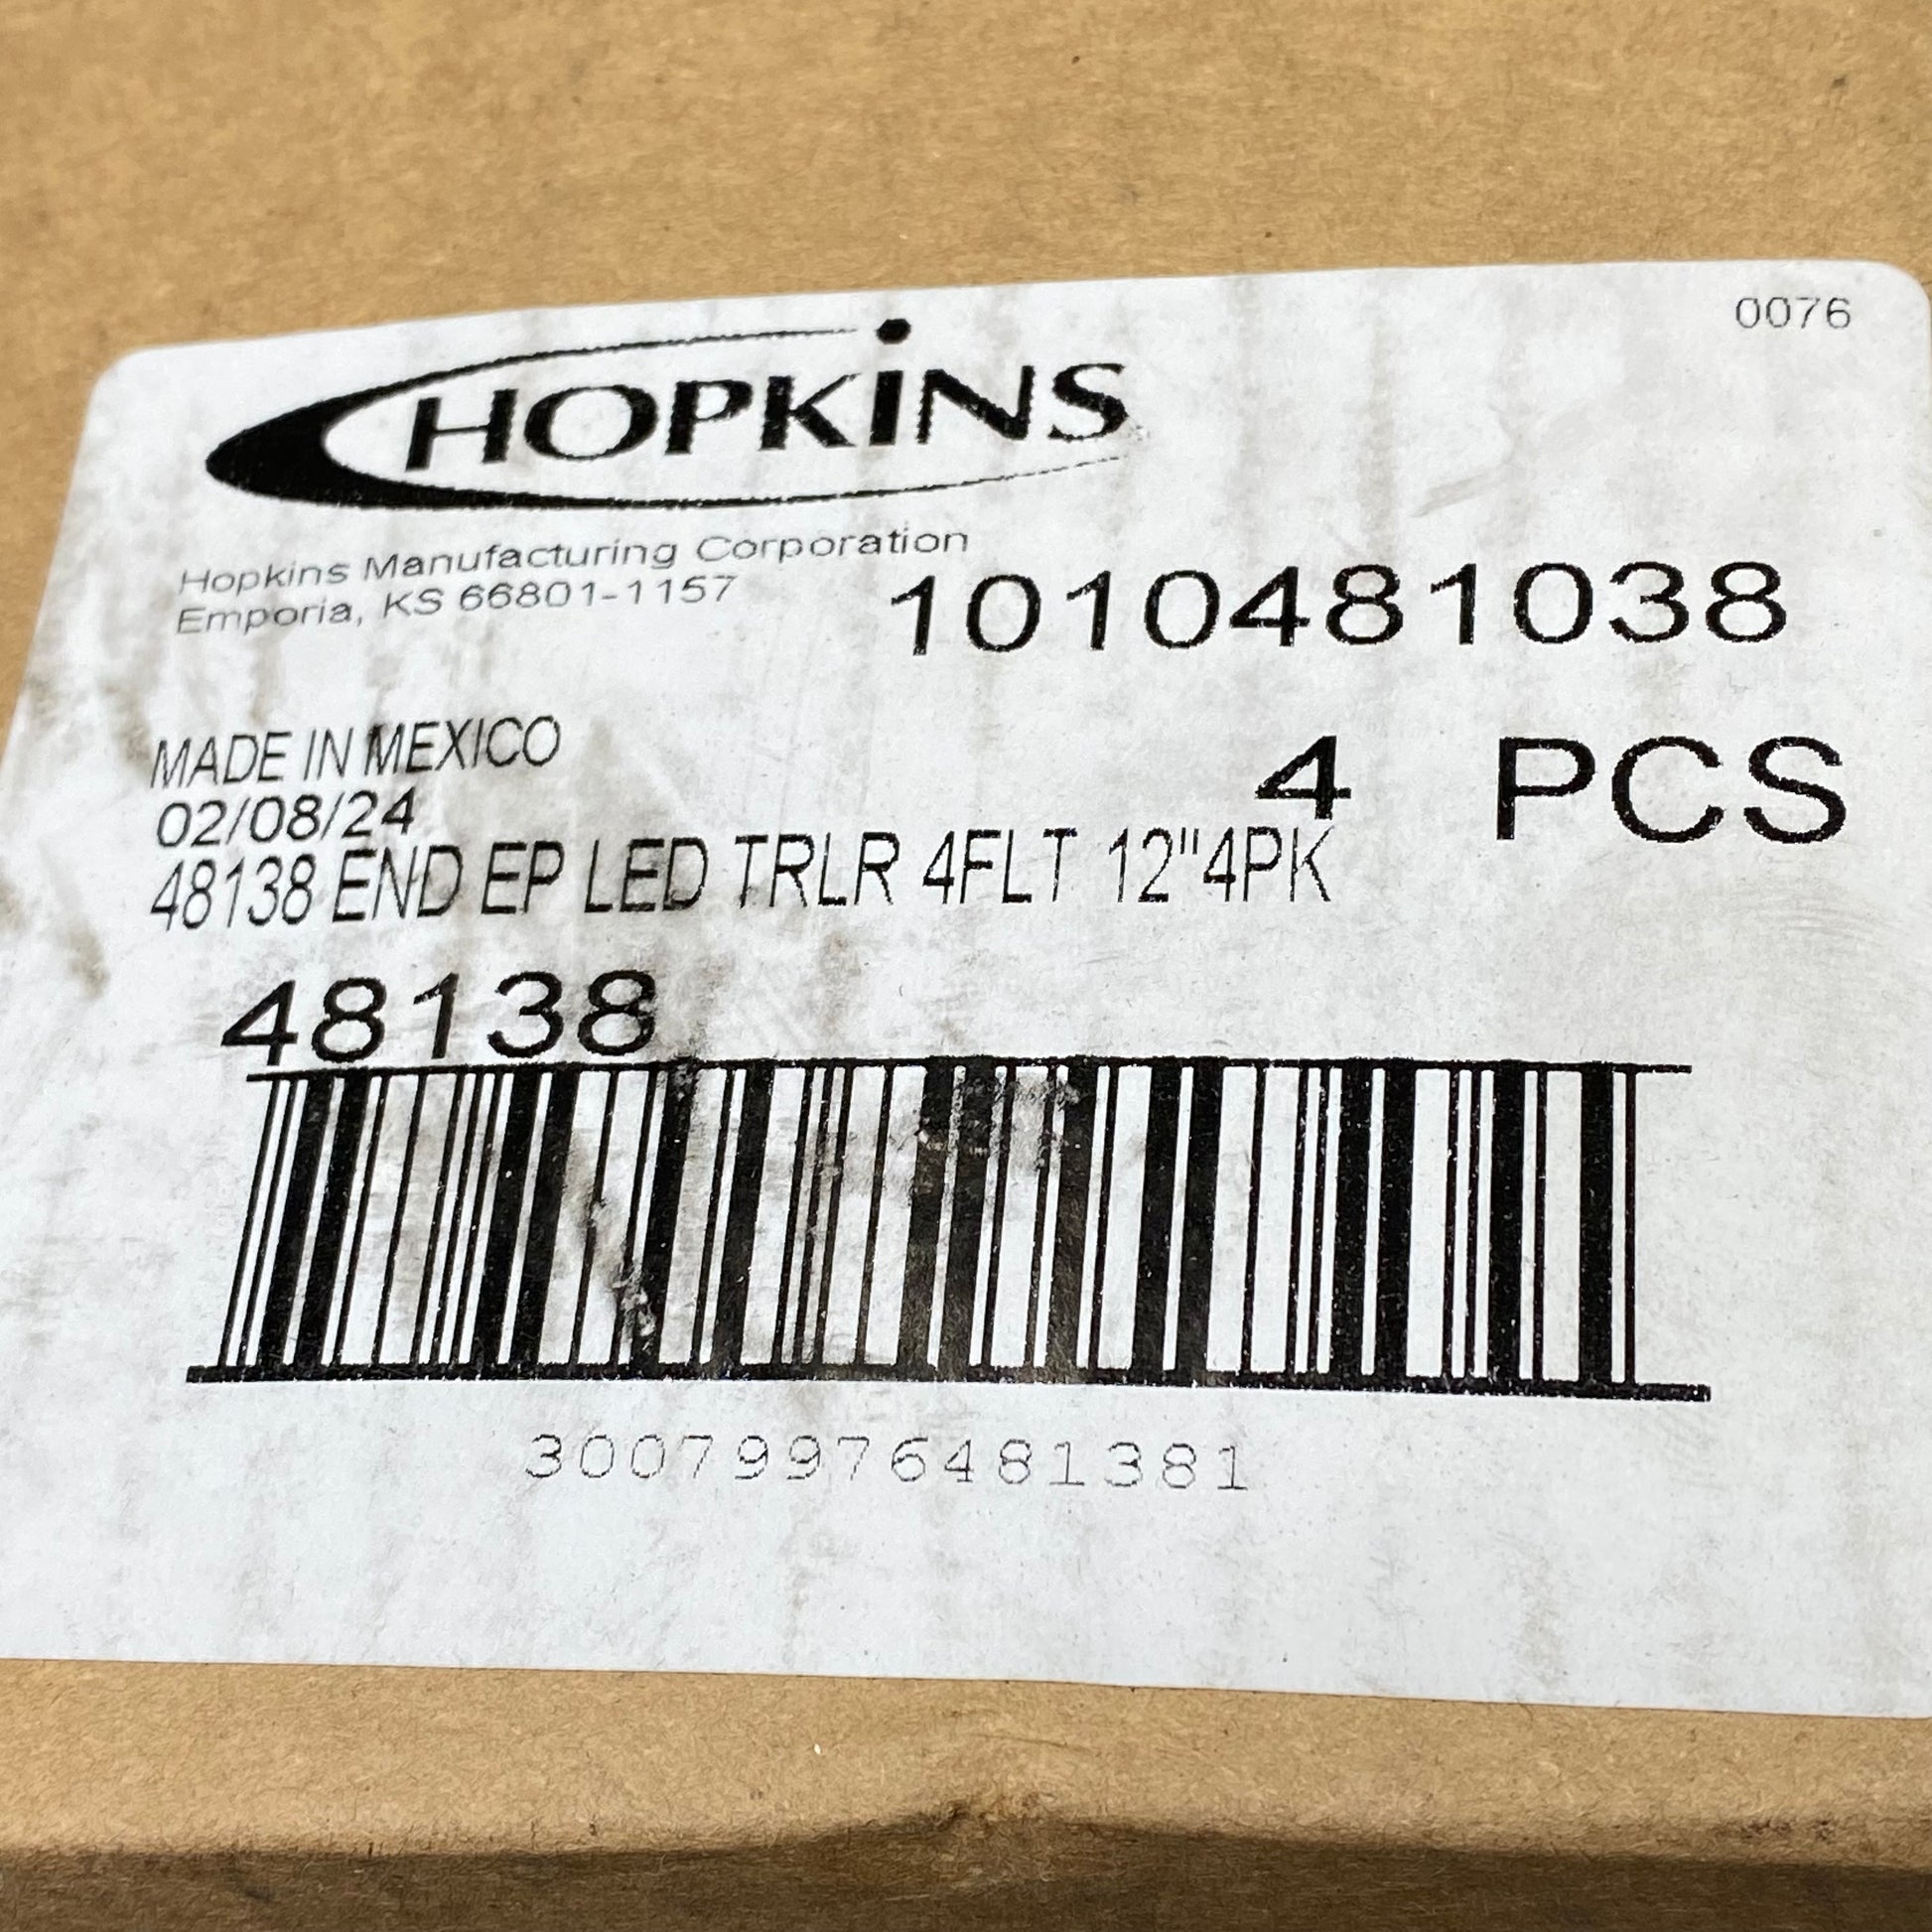 0076
HOPKINS
Hopkins Manufacturing Corporation
Emporia, KS 66801-1157
1010481038
MADE IN MEXICO
4 PCS
02/08/24
48138 END EP LED TRLR 4FLT 12"4PK
48138
30079976481381